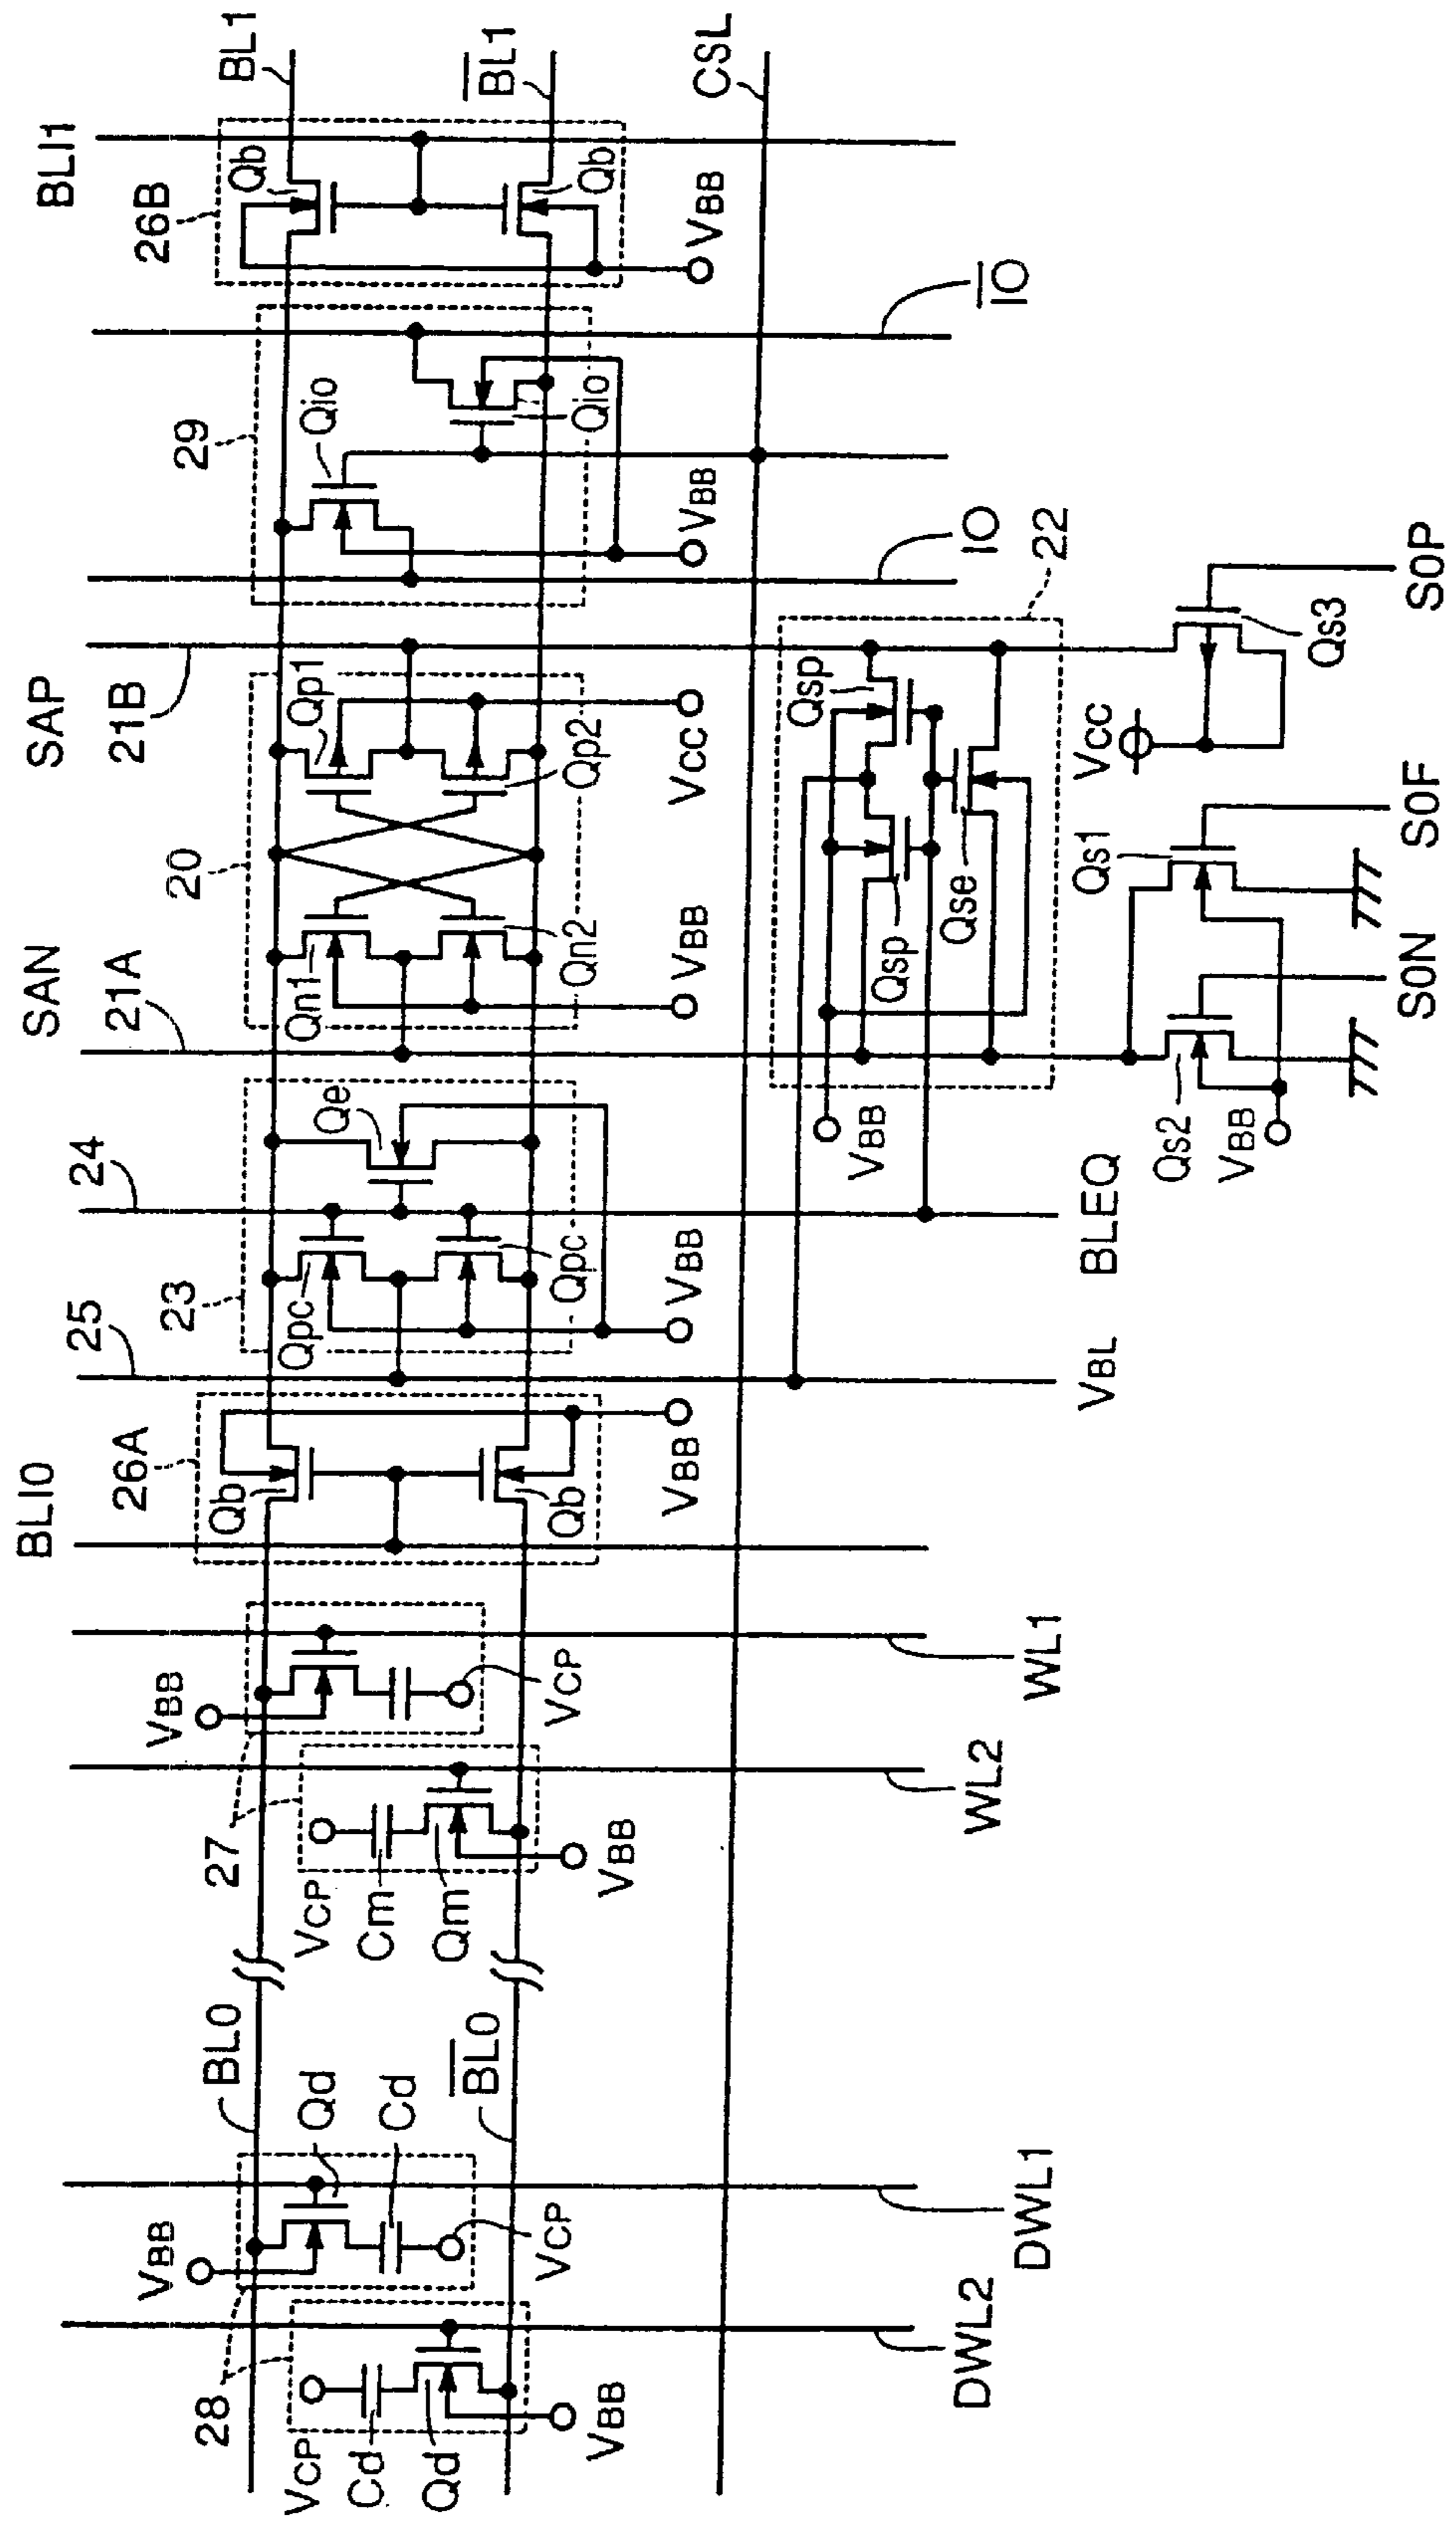 BLI0
SAN
SAP
BLI1
25
24
21A
21B
28
27
26A
23
20
29
26B
BL0
BL1
VBB
VBB
Qb
Qpc
Qe
Qn1
Qp1
Qio
Qb
Qd
Cd
VCP
Cd
Qd
VCP
Cm
Qm
VCP
VCP
BL0
BL1
Qb
Qpc
Qn2
Qp2
Qio
Qb
VBB
VBB
VBB
VBB
VBB
VCC
VBB
VBB
CSL
VBB
Qsp
Qsp
Qse
22
IO
IO
DWL2
DWL1
WL2
WL1
VBL
BLEQ
Qs2
Qs1
VCC
VBB
Qs3
S0N
S0F
S0P